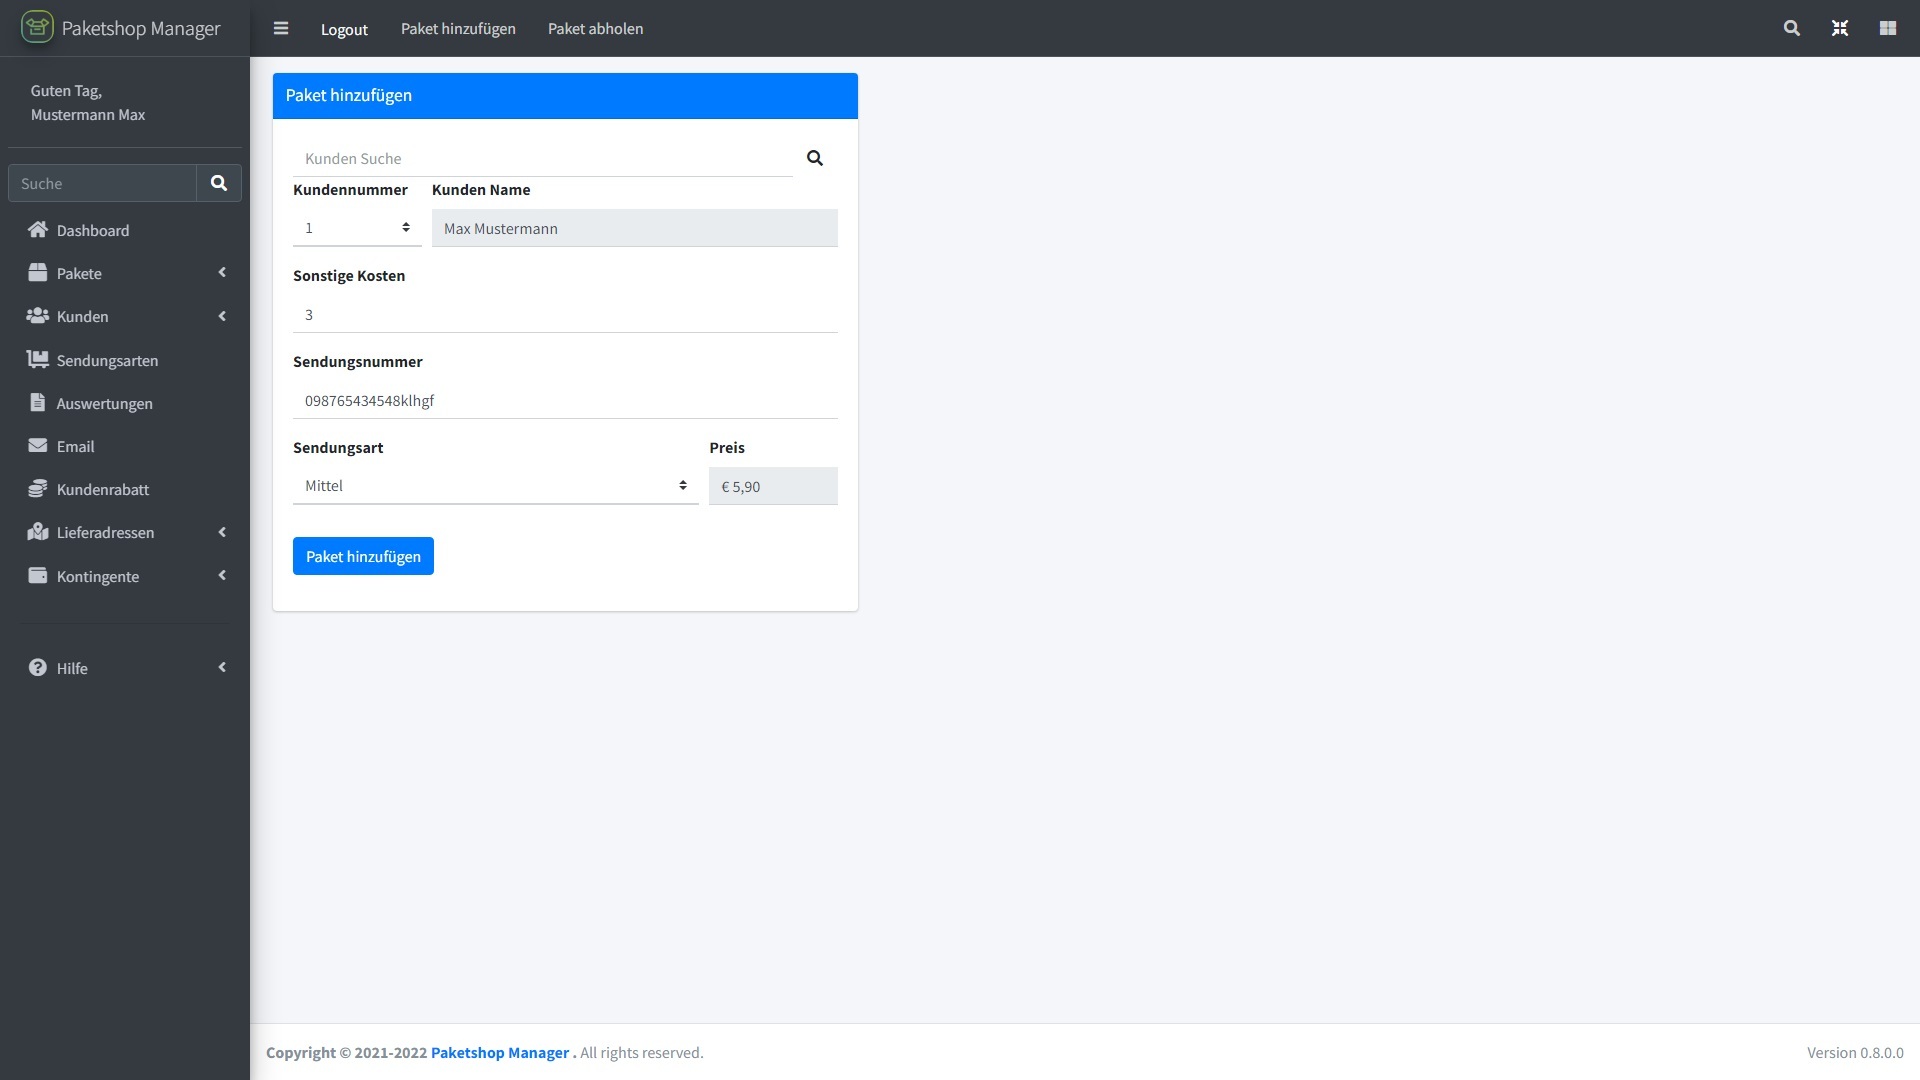 Paketshop Manager
Logout Paket hinzufügen Paket abholen
Guten Tag,
Mustermann Max
Suche
Dashboard
Pakete
Kunden
Sendungsarten
Auswertungen
Email
Kundenrabatt
Lieferadressen
Kontingente
Hilfe
Paket hinzufügen
Kunden Suche
Kundennummer Kunden Name
1 Max Mustermann
Sonstige Kosten
3
Sendungsnummer
098765434548klhgf
Sendungsart Preis
Mittel € 5,90
Paket hinzufügen
Copyright © 2021-2022 Paketshop Manager . All rights reserved.
Version 0.8.0.0